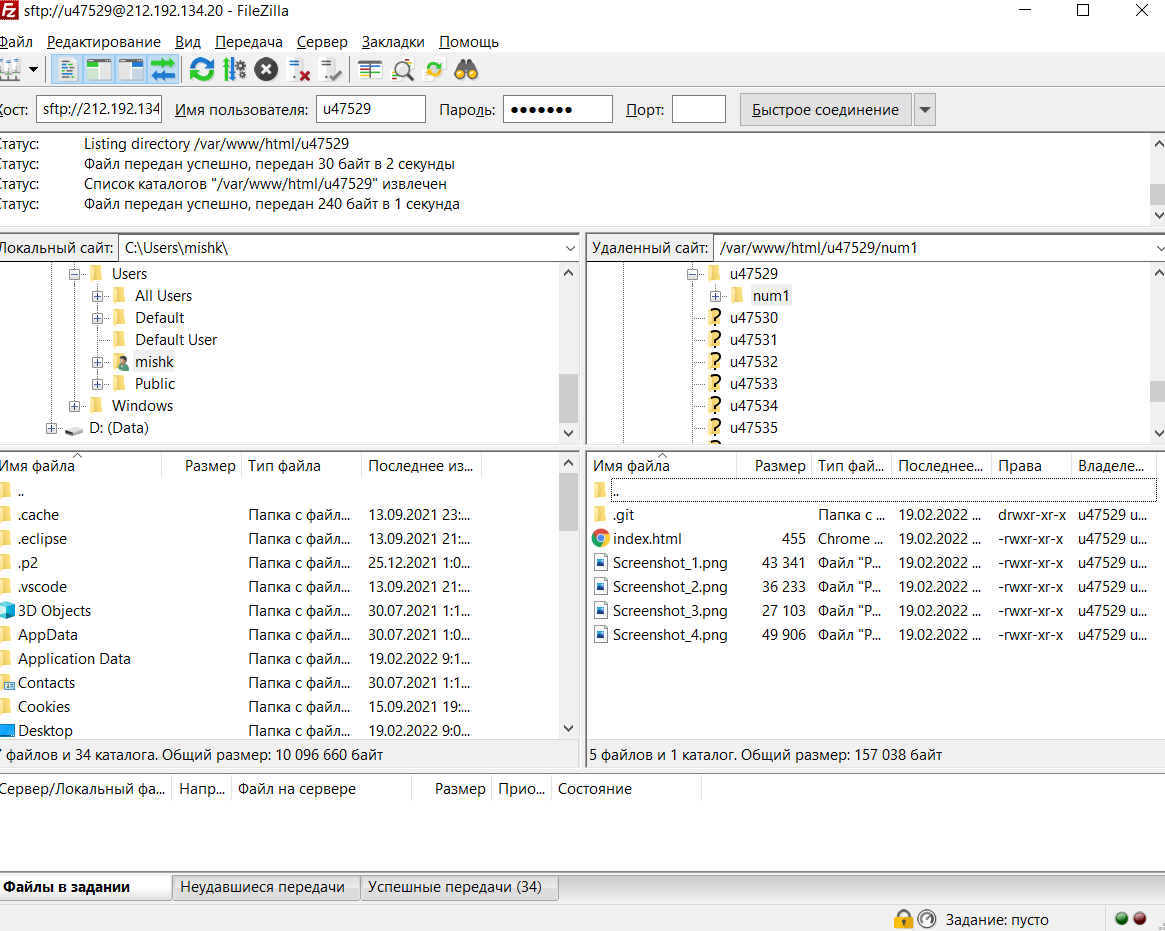 sftp://u47529@212.192.134.20 - FileZilla
Файл Редактирование Вид Передача Сервер Закладки Помощь
Хост: sftp://212.192.134 Имя пользователя: u47529 Пароль: ●●●●●●● Порт: Быстрое соединение
Статус: Listing directory /var/www/html/u47529
Статус: Файл передан успешно, передан 30 байт в 2 секунды
Статус: Список каталогов "/var/www/html/u47529" извлечен
Статус: Файл передан успешно, передан 240 байт в 1 секунда
Локальный сайт: C:\Users\mishk\
Users
All Users
Default
Default User
mishk
Public
Windows
D: (Data)
Удаленный сайт: /var/www/html/u47529/num1
u47529
num1
u47530
u47531
u47532
u47533
u47534
u47535
Имя файла Размер Тип файла Последнее из...
..
.cache Папка с файл... 13.09.2021 23:...
.eclipse Папка с файл... 13.09.2021 21:...
.p2 Папка с файл... 25.12.2021 1:0...
.vscode Папка с файл... 13.09.2021 21:...
3D Objects Папка с файл... 30.07.2021 1:1...
AppData Папка с файл... 30.07.2021 1:0...
Application Data Папка с файл... 19.02.2022 9:1...
Contacts Папка с файл... 30.07.2021 1:1...
Cookies Папка с файл... 15.09.2021 19:...
Desktop Папка с файл... 19.02.2022 9:0...
7 файлов и 34 каталога. Общий размер: 10 096 660 байт
Имя файла Размер Тип фай... Последнее... Права Владеле...
..
.git Папка с ... 19.02.2022 ... drwxr-xr-x u47529 u...
index.html 455 Chrome ... 19.02.2022 ... -rwxr-xr-x u47529 u...
Screenshot_1.png 43 341 Файл "P... 19.02.2022 ... -rwxr-xr-x u47529 u...
Screenshot_2.png 36 233 Файл "P... 19.02.2022 ... -rwxr-xr-x u47529 u...
Screenshot_3.png 27 103 Файл "P... 19.02.2022 ... -rwxr-xr-x u47529 u...
Screenshot_4.png 49 906 Файл "P... 19.02.2022 ... -rwxr-xr-x u47529 u...
5 файлов и 1 каталог. Общий размер: 157 038 байт
Сервер/Локальный фа... Напр... Файл на сервере Размер Прио... Состояние
Файлы в задании Неудавшиеся передачи Успешные передачи (34)
Задание: пусто